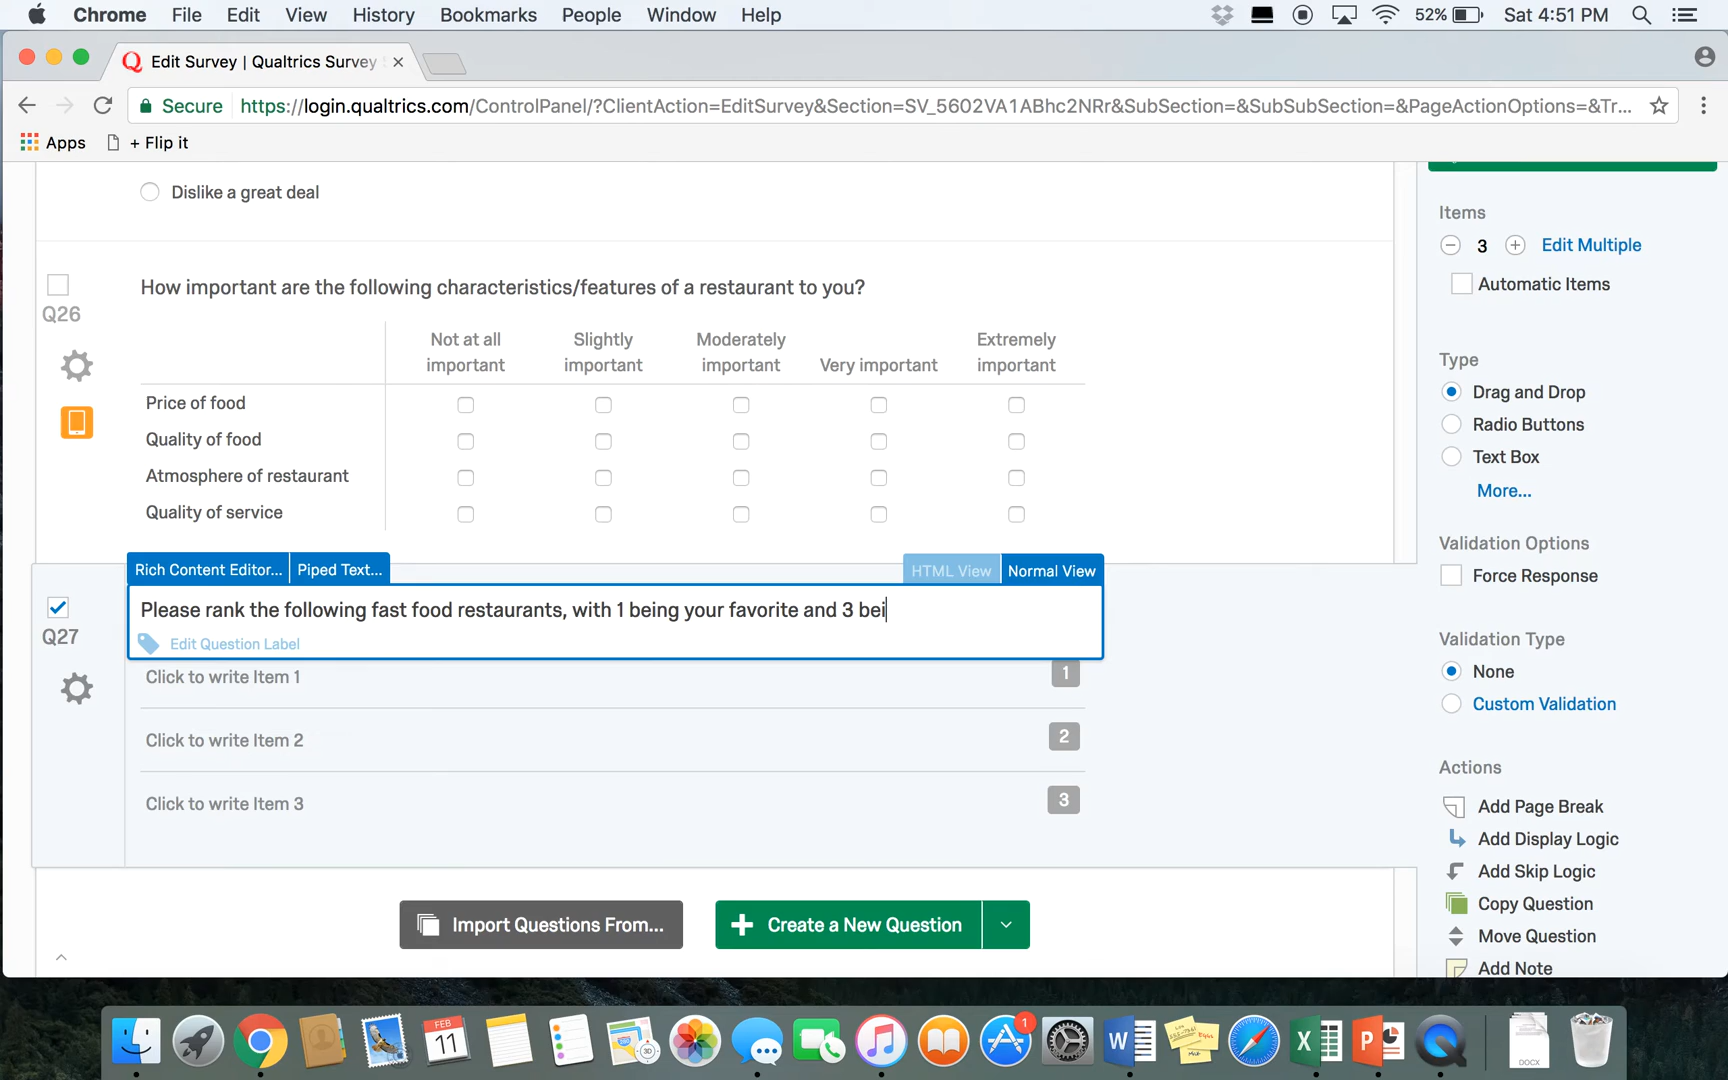 Chrome File Edit View History Bookmarks People Window Help 52% Sat 4:51 PM
Edit Survey | Qualtrics Survey
Secure https://login.qualtrics.com/ControlPanel/?ClientAction=EditSurvey&Section=SV_5602VA1ABhc2NRr&SubSection=&SubSubSection=&PageActionOptions=&Tr...
Apps + Flip it
Dislike a great deal
Q26
How important are the following characteristics/features of a restaurant to you?
Not at all important
Slightly important
Moderately important
Very important
Extremely important
Price of food
Quality of food
Atmosphere of restaurant
Quality of service
Rich Content Editor... Piped Text... HTML View Normal View
Q27
Please rank the following fast food restaurants, with 1 being your favorite and 3 bei
Edit Question Label
Click to write Item 1 1
Click to write Item 2 2
Click to write Item 3 3
Import Questions From... Create a New Question
Items
3 Edit Multiple
Automatic Items
Type
Drag and Drop
Radio Buttons
Text Box
More...
Validation Options
Force Response
Validation Type
None
Custom Validation
Actions
Add Page Break
Add Display Logic
Add Skip Logic
Copy Question
Move Question
Add Note
FEB
11
1
DOCX